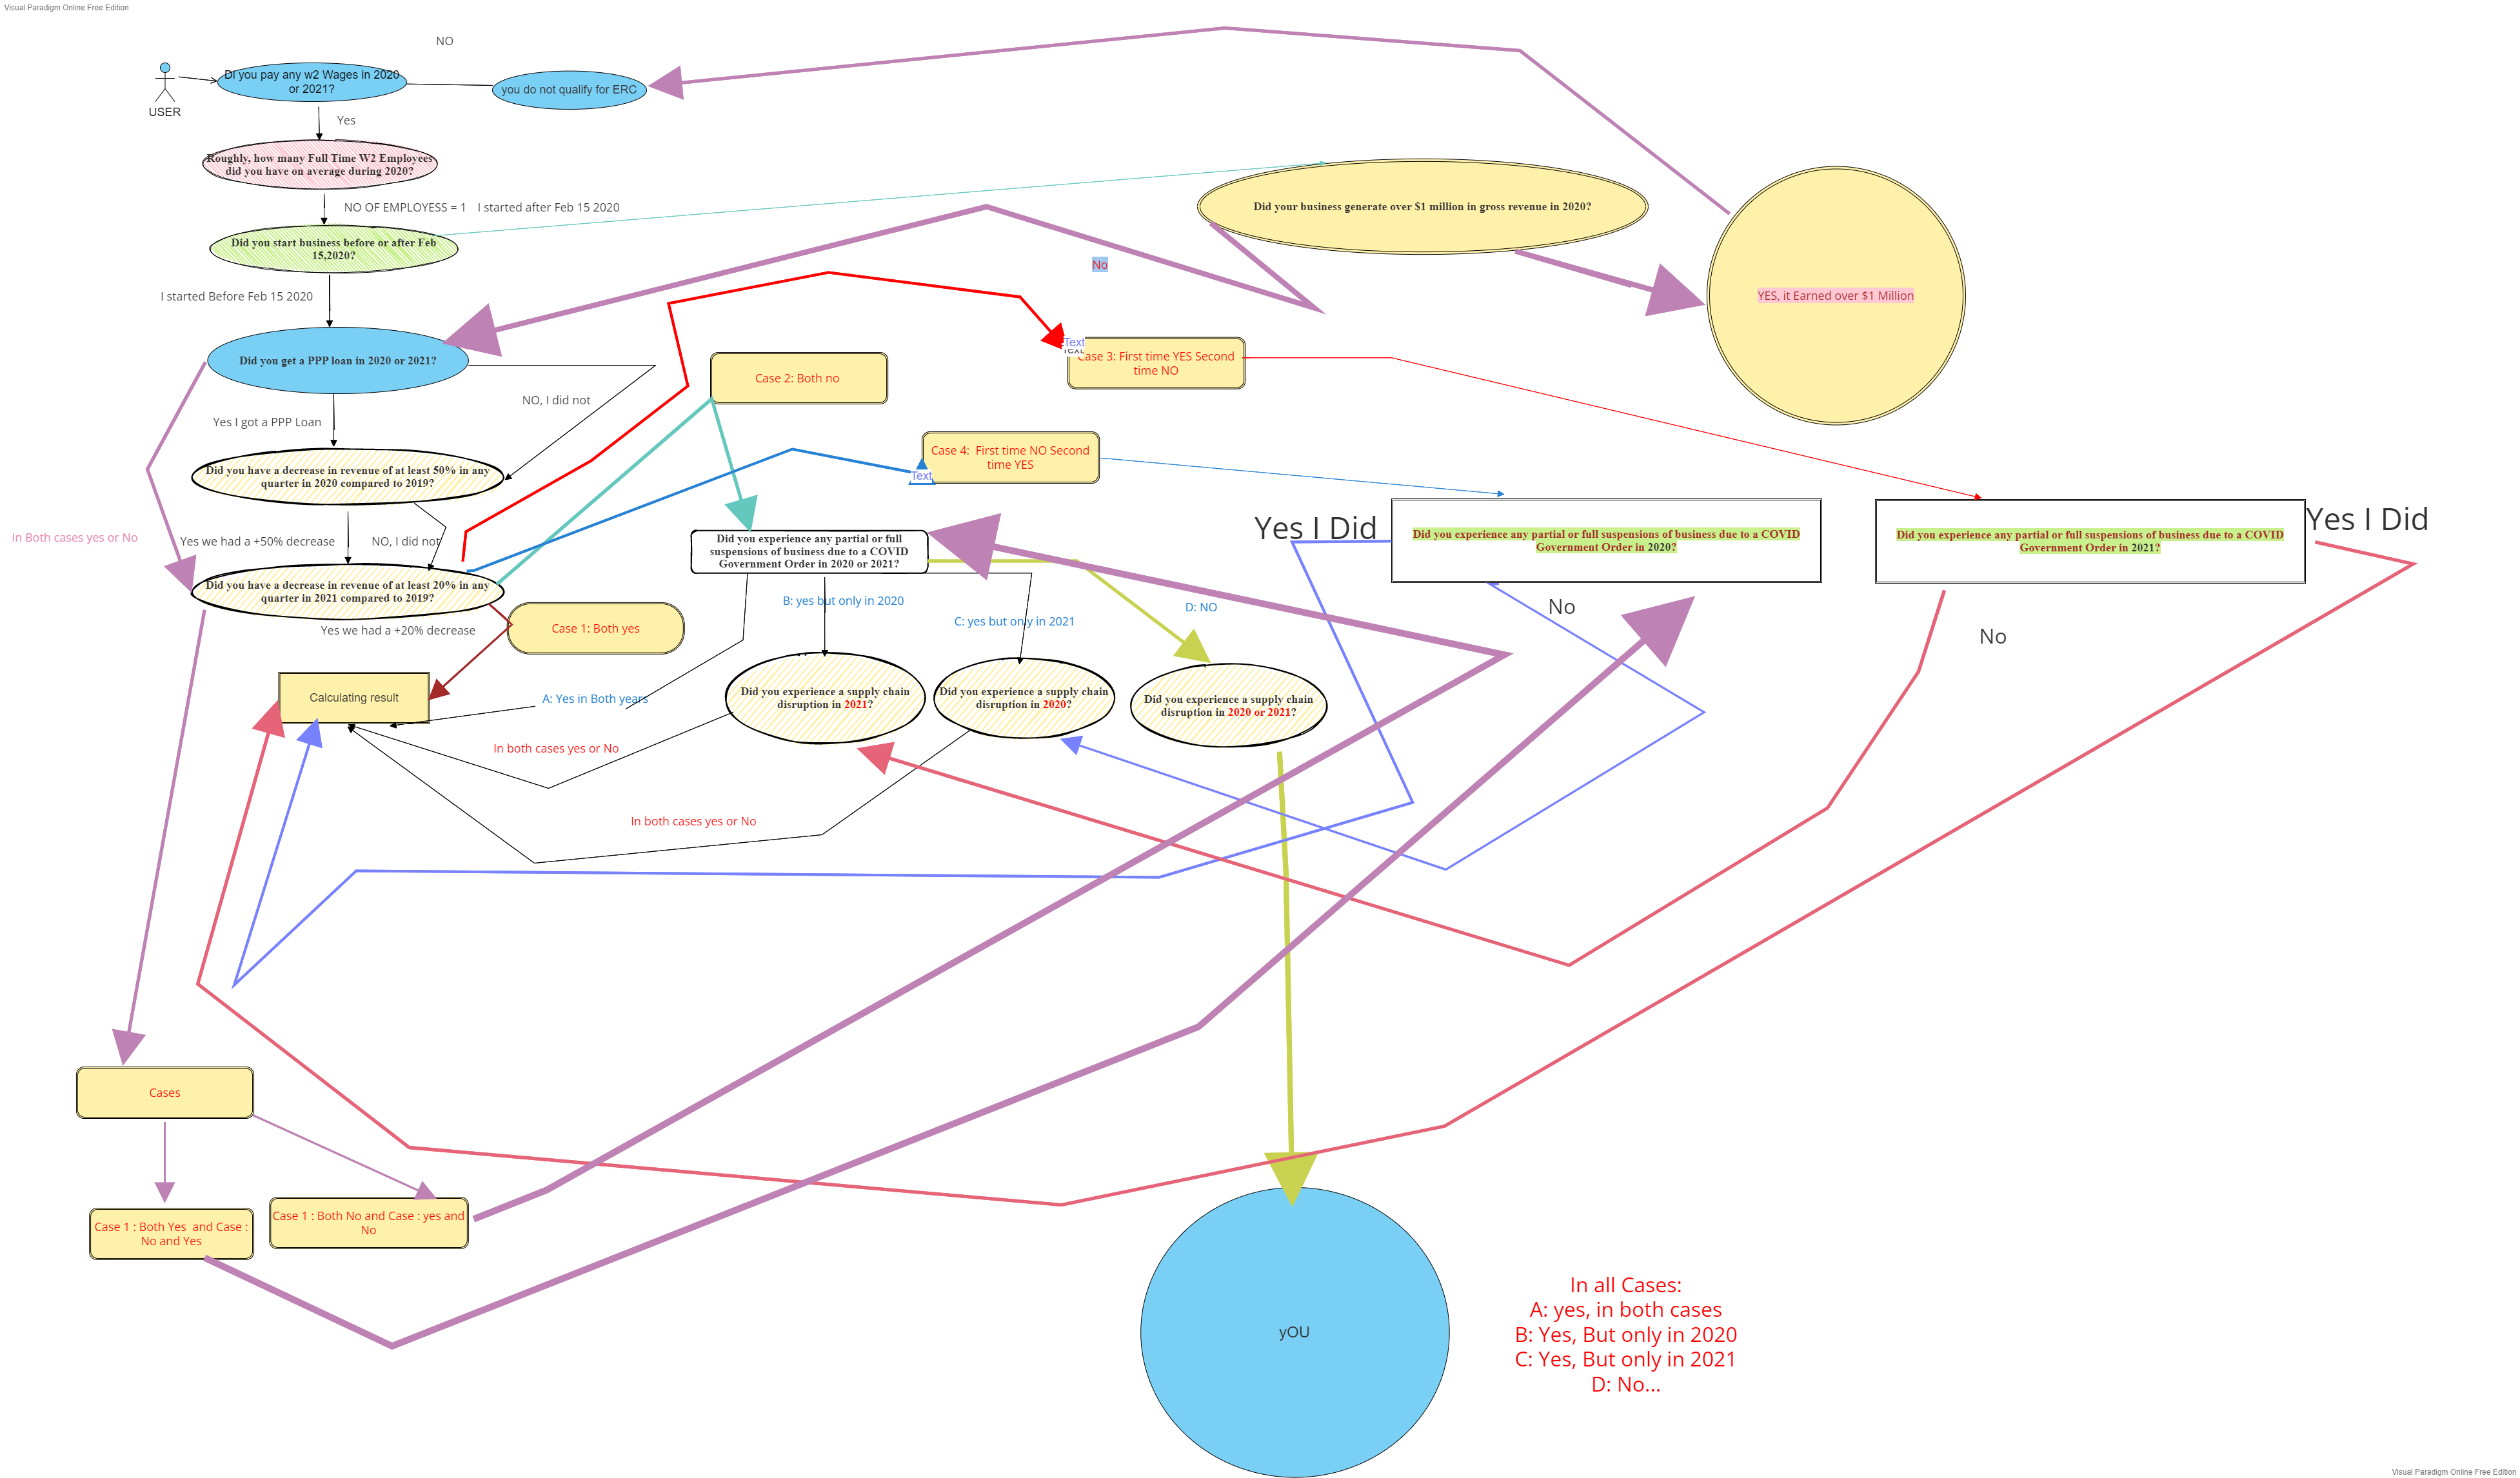 Visual Paradigm Online Free Edition
NO
Di you pay any w2 Wages in 2020
or 2021?
you do not qualify for ERC
USER
Yes
Roughly, how many Full Time W2 Employees
did you have on average during 2020?
NO OF EMPLOYESS = 1
I started after Feb 15 2020
Did your business generate over $1 million in gross revenue in 2020?
Did you start business before or after Feb
15,2020?
No
I started Before Feb 15 2020
YES, it Earned over $1 Million
Did you get a PPP loan in 2020 or 2021?
Text
Text
Case 3: First time YES Second
time NO
Case 2: Both no
NO, I did not
Yes I got a PPP Loan
Case 4:  First time NO Second
time YES
Text
Did you have a decrease in revenue of at least 50% in any
quarter in 2020 compared to 2019?
In Both cases yes or No
Yes we had a +50% decrease
NO, I did not
Did you experience any partial or full
suspensions of business due to a COVID
Government Order in 2020 or 2021?
Yes I Did
Did you experience any partial or full suspensions of business due to a COVID
Government Order in 2020?
Did you experience any partial or full suspensions of business due to a COVID
Government Order in 2021?
Yes I Did
Did you have a decrease in revenue of at least 20% in any
quarter in 2021 compared to 2019?
B: yes but only in 2020
D: NO
No
C: yes but only in 2021
Yes we had a +20% decrease
Case 1: Both yes
No
Calculating result
A: Yes in Both years
Did you experience a supply chain
disruption in 2021?
Did you experience a supply chain
disruption in 2020?
Did you experience a supply chain
disruption in 2020 or 2021?
In both cases yes or No
In both cases yes or No
Cases
Case 1 : Both Yes  and Case :
No and Yes
Case 1 : Both No and Case : yes and
No
yOU
In all Cases:
A: yes, in both cases
B: Yes, But only in 2020
C: Yes, But only in 2021
D: No...
Visual Paradigm Online Free Edition